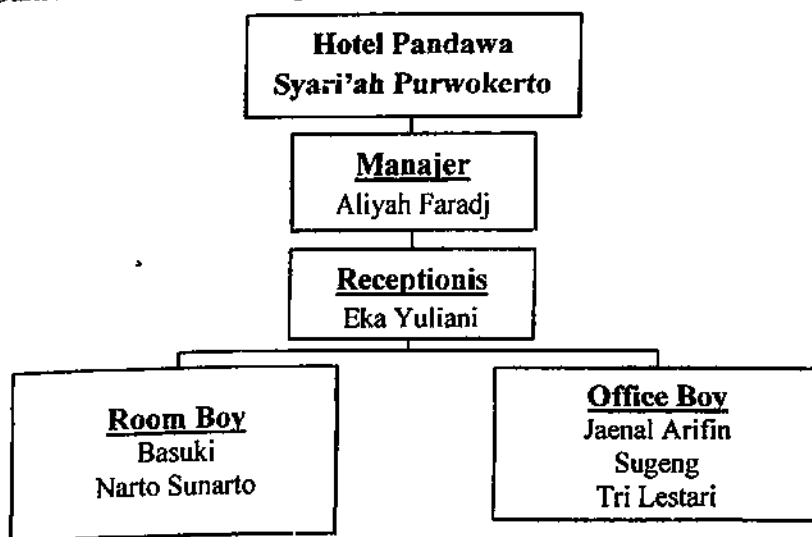 Hotel Pandawa
Syari'ah Purwokerto
Manajer
Aliyah Faradj
Receptionis
Eka Yuliani
Room Boy
Basuki
Narto Sunarto
Office Boy
Jaenal Arifin
Sugeng
Tri Lestari